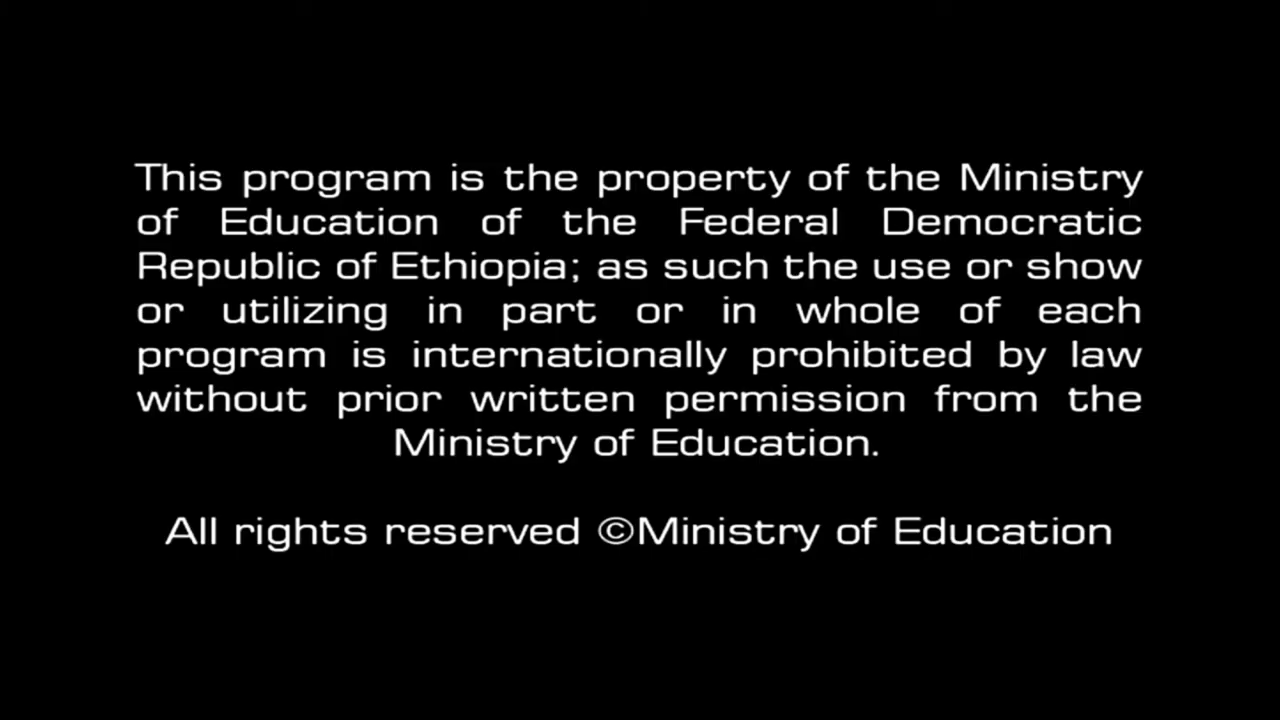 This program is the property of the Ministry
of Education of the Federal Democratic
Republic of Ethiopia; as such the use or show
or utilizing in part or in whole of each
program is internationally prohibited by law
without prior written permission from the
Ministry of Education.
All rights reserved ©Ministry of Education